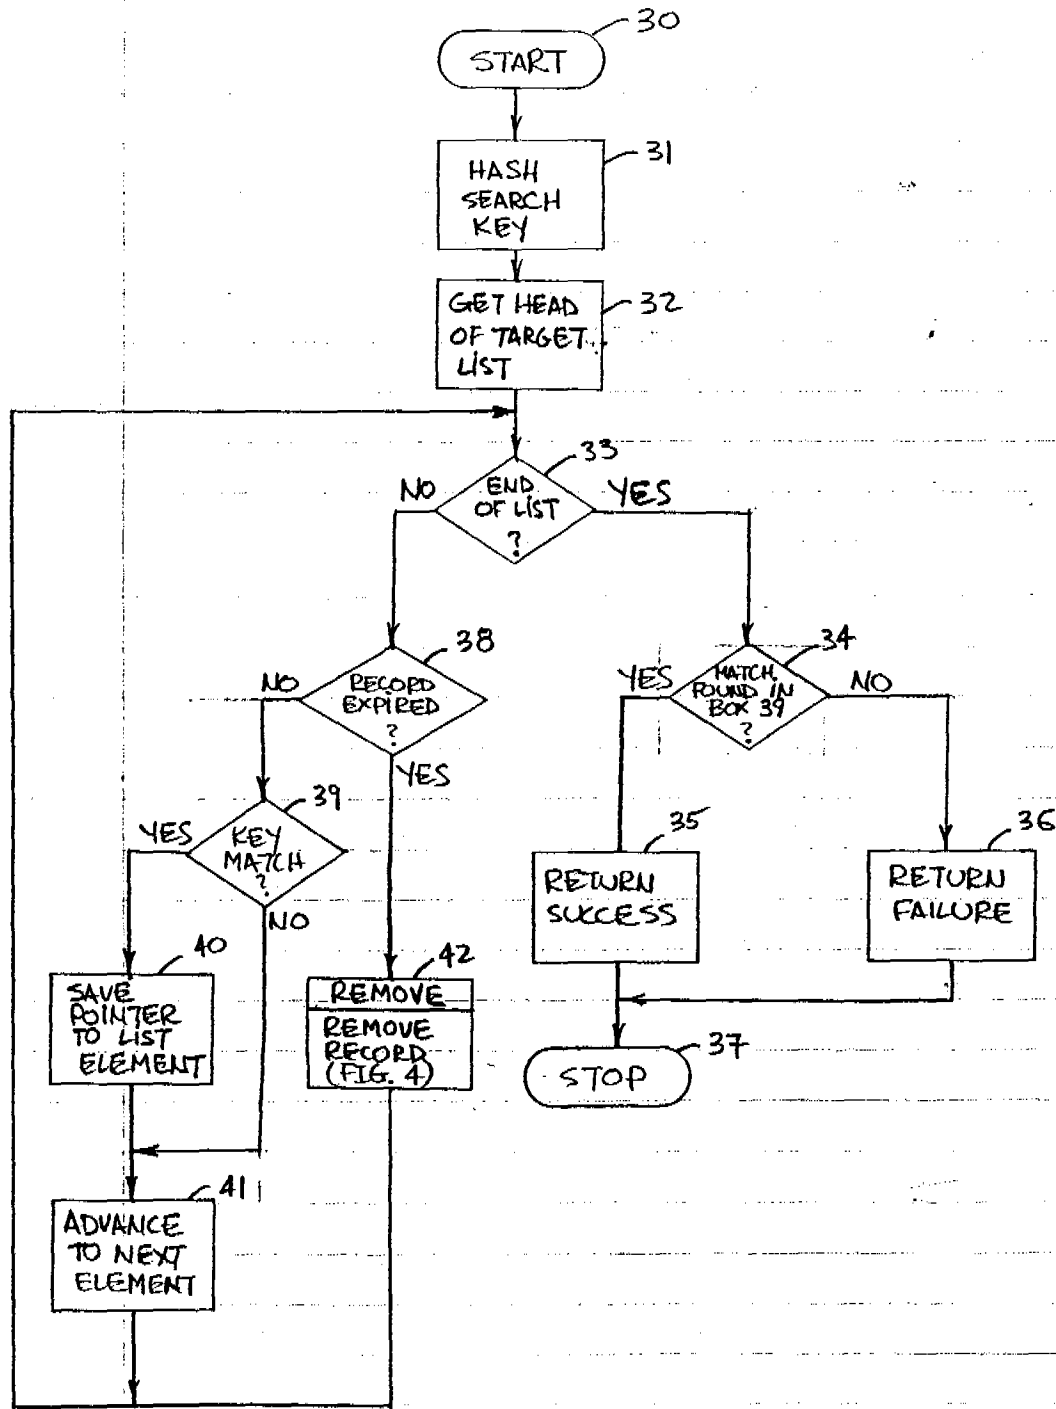 30
START
31
HASH
SEARCH
KEY
32
GET HEAD
OF TARGET
LIST
33
NO
END
OF LIST
?
YES
38
NO
RECORD
EXPIRED
?
YES
34
YES
MATCH
FOUND IN
BOX 39
?
NO
39
YES
KEY
MATCH
?
NO
35
RETURN
SUCCESS
36
RETURN
FAILURE
40
SAVE
POINTER
TO LIST
ELEMENT
42
REMOVE
REMOVE
RECORD
(FIG. 4)
37
STOP
41
ADVANCE
TO NEXT
ELEMENT